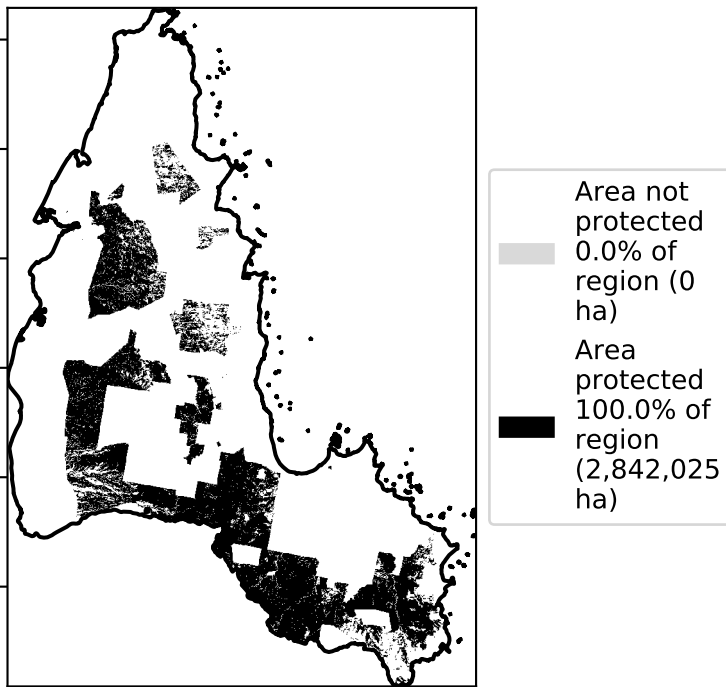 Area not
protected
0.0% of
region (0
ha)
Area
protected
100.0% of
region
(2,842,025
ha)